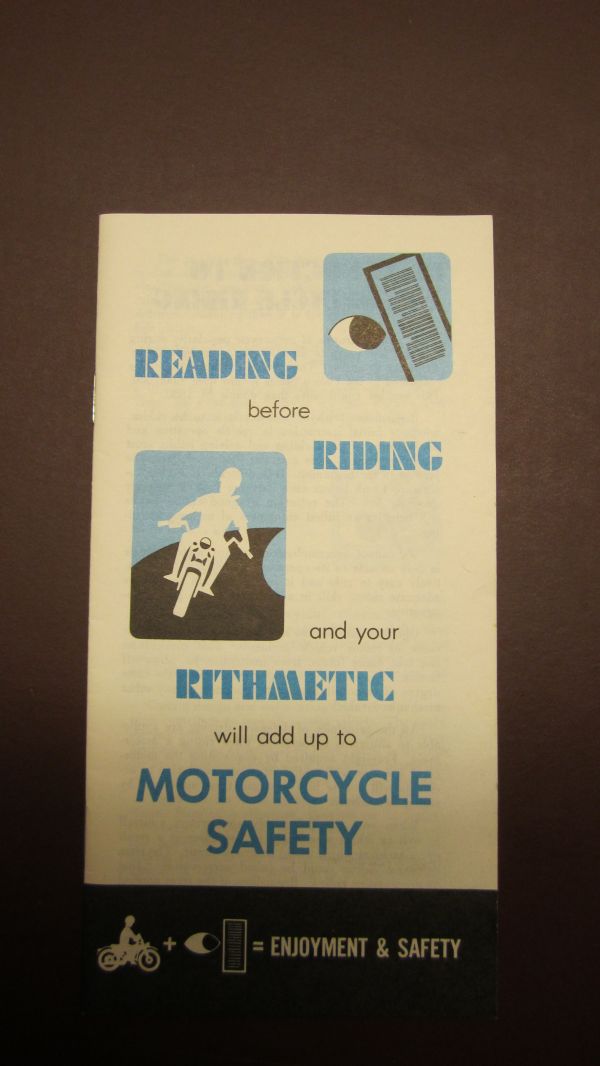 READING
before
RIDING
and your
RITHMETIC
will add up to
MOTORCYCLE
SAFETY
+ = ENJOYMENT & SAFETY